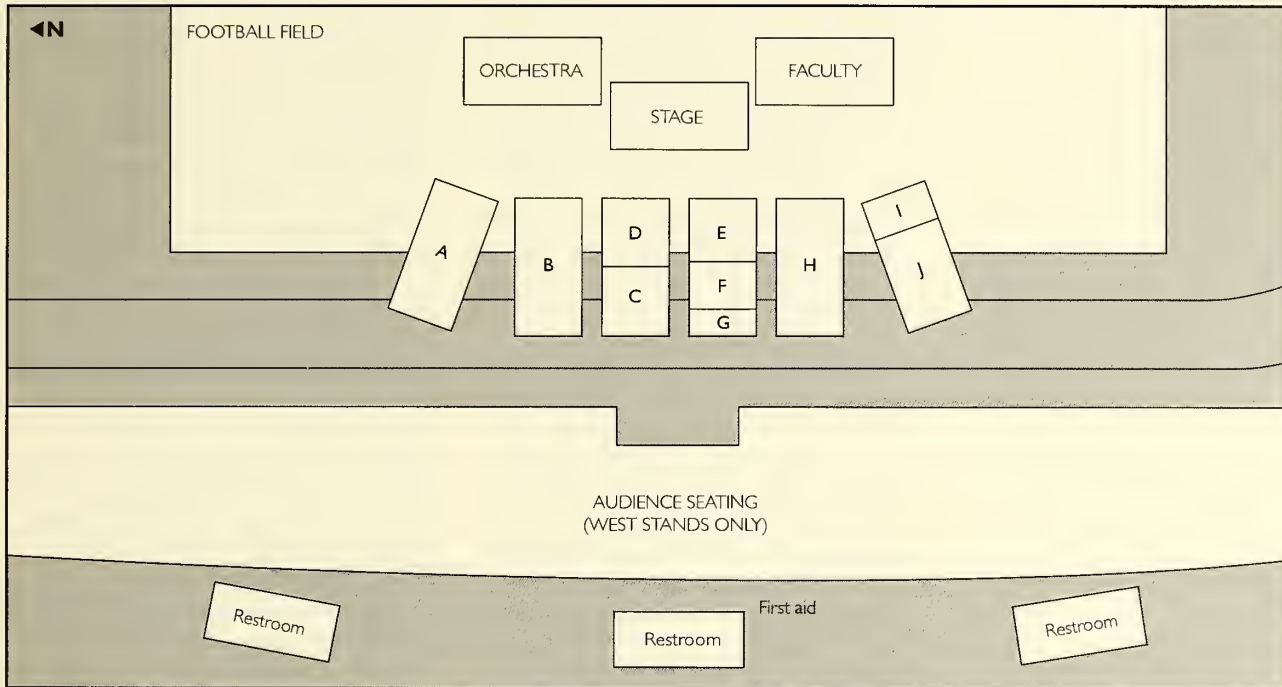 N
FOOTBALL FIELD
ORCHESTRA
FACULTY
STAGE
A
B
D
C
E
F
G
H
I
J
AUDIENCE SEATING
(WEST STANDS ONLY)
Restroom
First aid
Restroom
Restroom